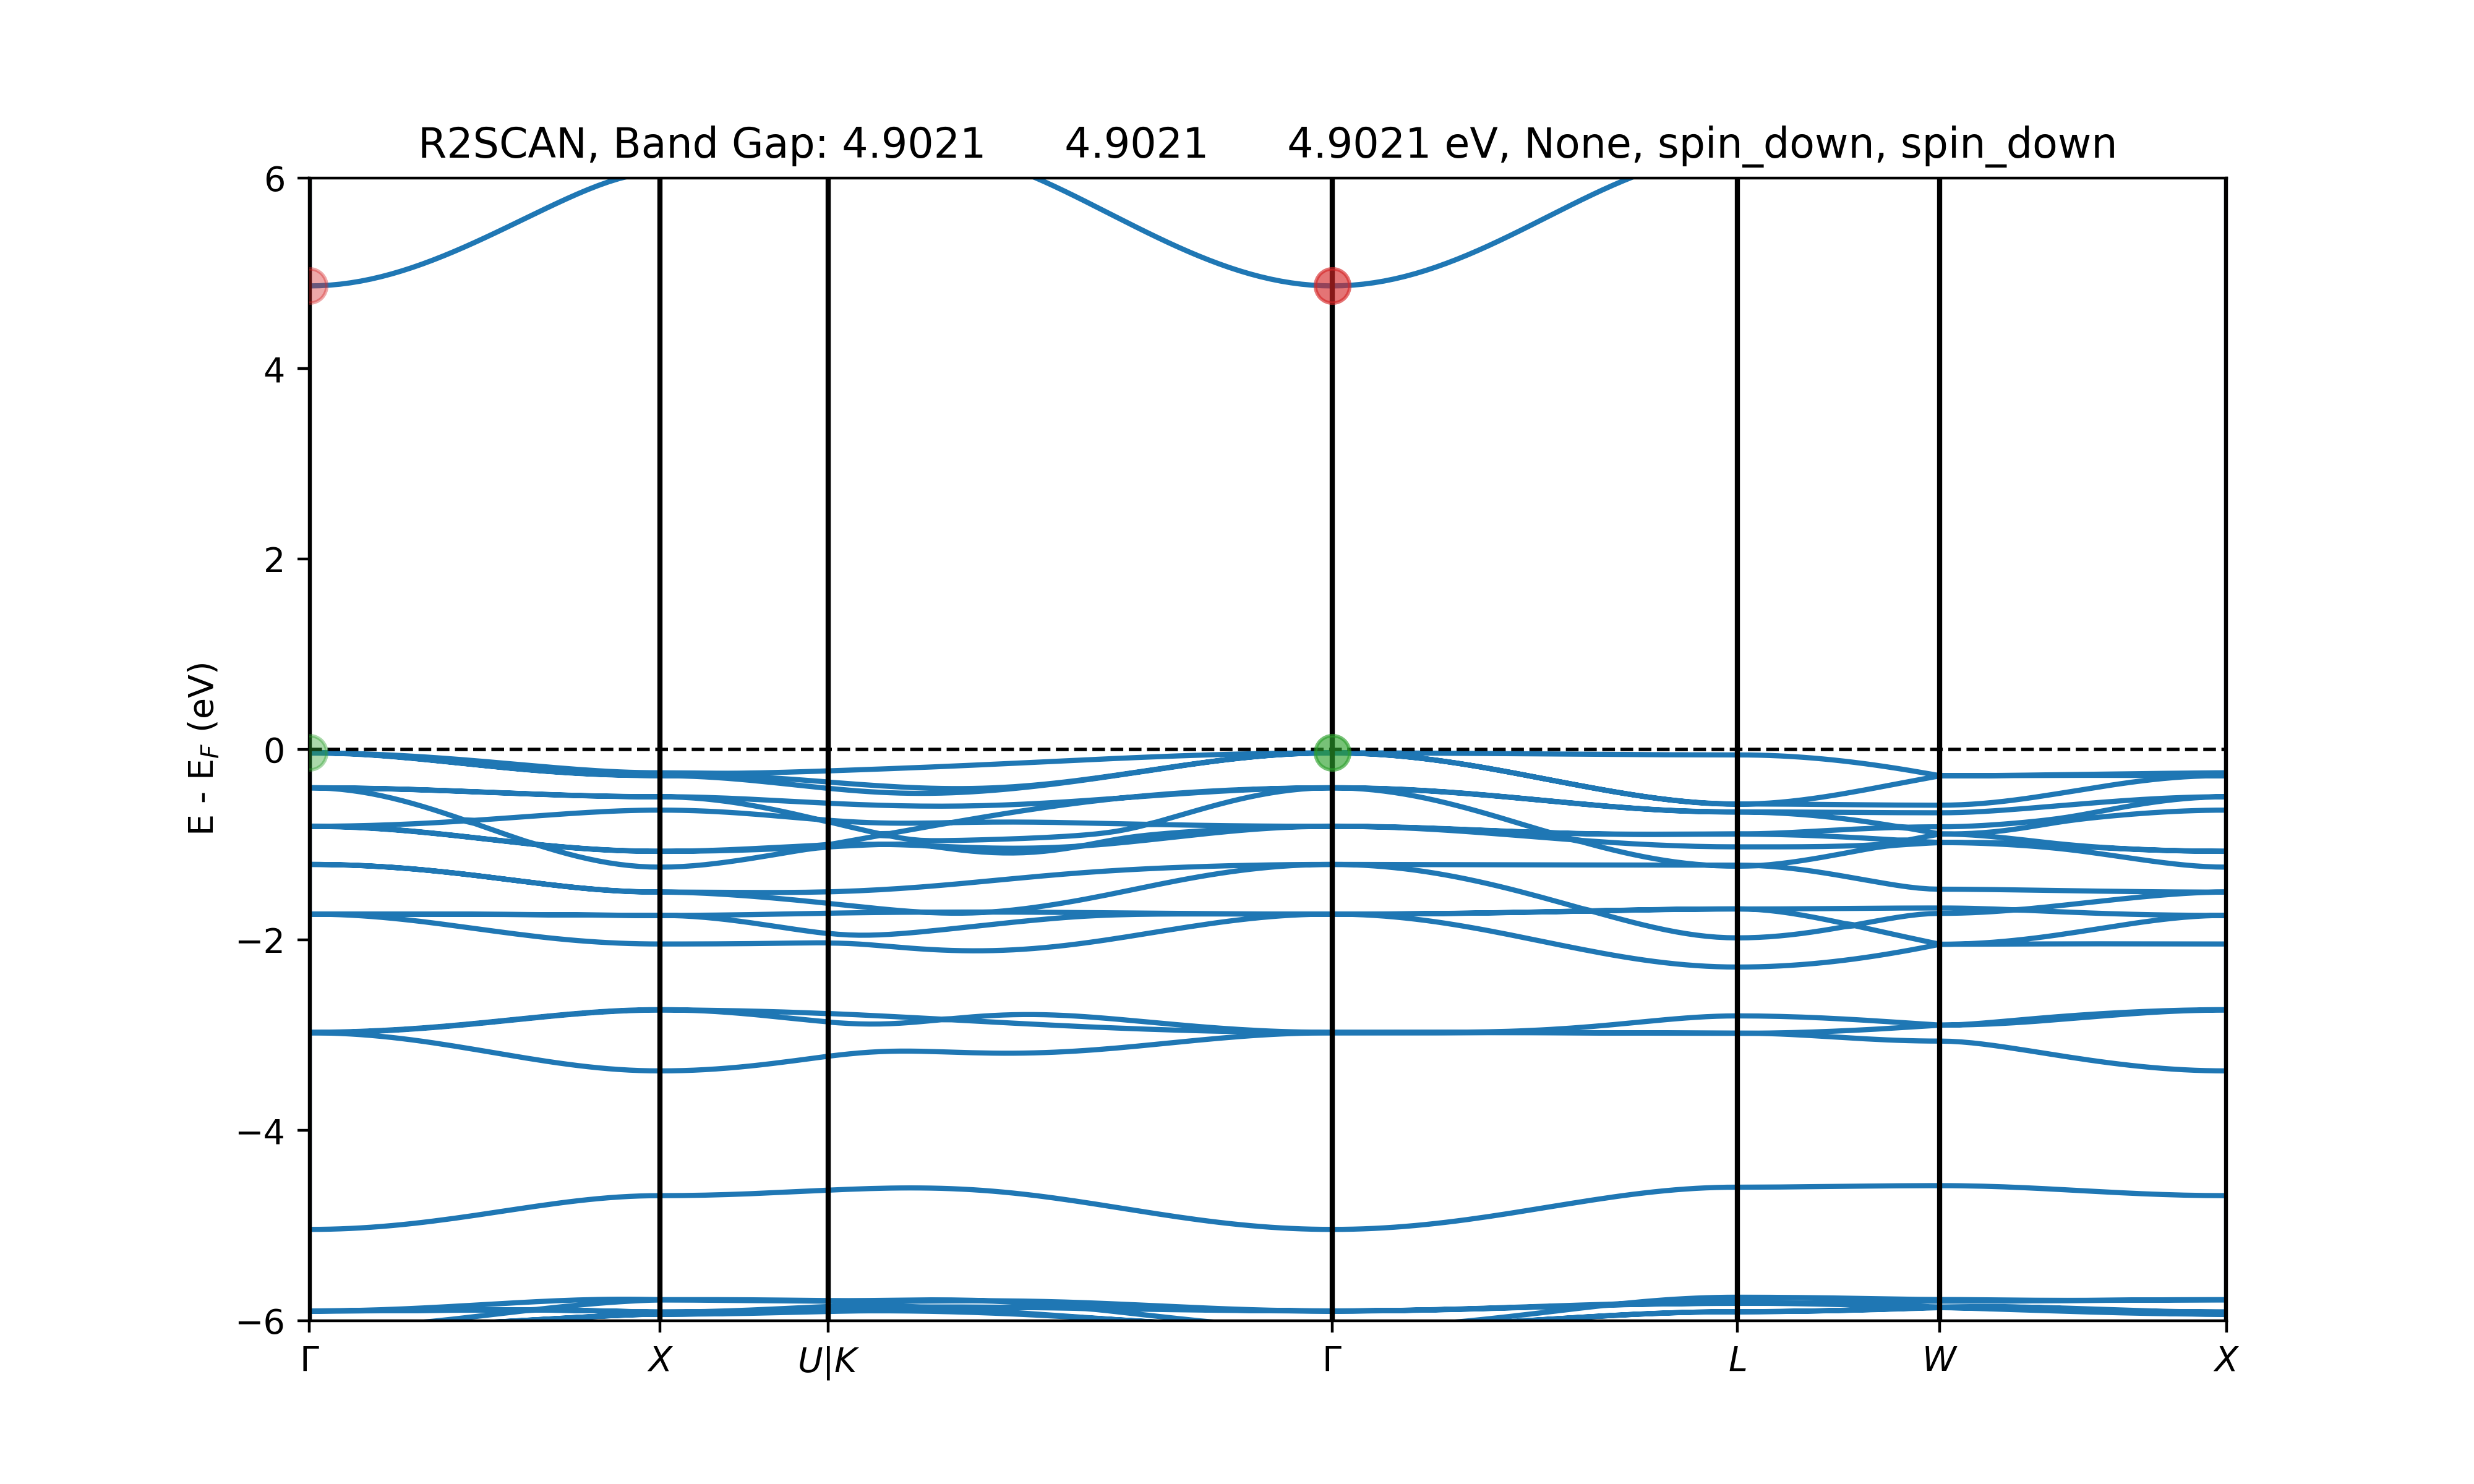 R2SCAN, Band Gap: 4.9021 4.9021 4.9021 eV, None, spin_down, spin_down
6
4
2
0
−2
−4
−6
E - E_F (eV)
Γ X U|K Γ L W X